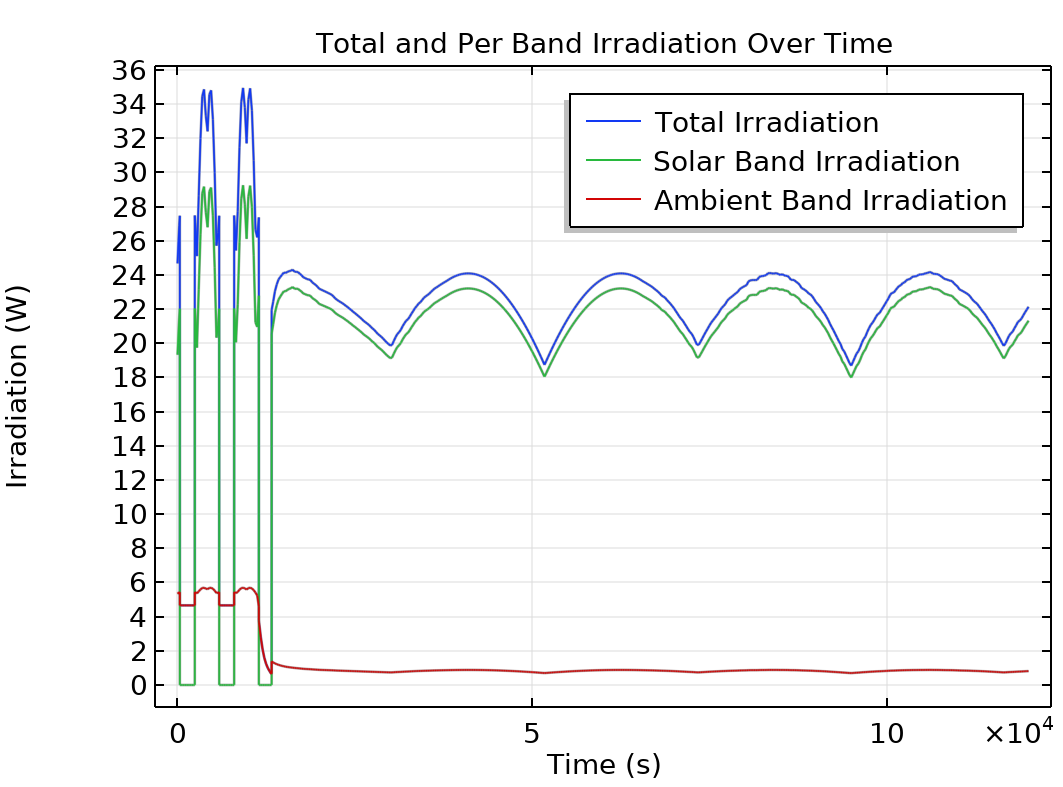 Total and Per Band Irradiation Over Time
36
34
32
30
28
26
24
22
20
18
16
14
12
10
8
6
4
2
0
Irradiation (W)
Total Irradiation
Solar Band Irradiation
Ambient Band Irradiation
0 5 10 ×10⁴
Time (s)